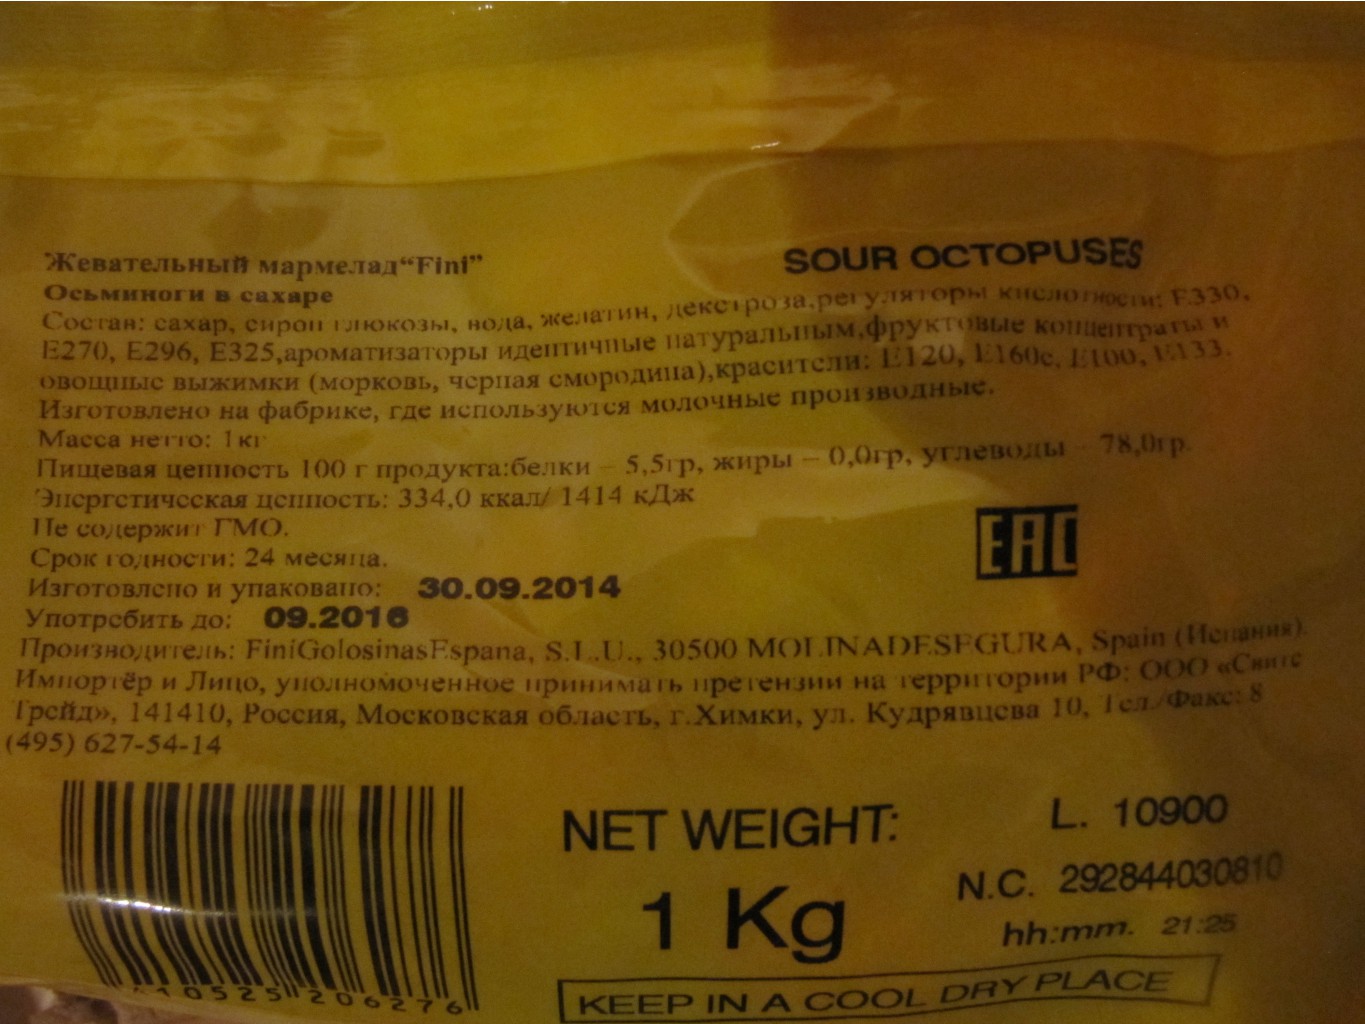 Жевательный мармелад“Fini”
SOUR OCTOPUSES
Осьминоги в сахаре
Состав: сахар, сироп глюкозы, вода, желатин, декстроза,регуляторы кислотности: Е330,
Е270, Е296, Е325,ароматизаторы идентичные натуральным,фруктовые концентраты и
овощные выжимки (морковь, черная смородина),красители: Е120, Е160с, Е100, Е133.
Изготовлено на фабрике, где используются молочные производные.
Масса нетто: 1кг
Пищевая ценность 100 г продукта:белки – 5,5гр, жиры – 0,0гр, углеводы – 78,0гр.
Энергетическая ценность: 334,0 ккал/ 1414 кДж
Не содержит ГМО.
Срок годности: 24 месяца.
EAC
Изготовлено и упаковано: 30.09.2014
Употребить до: 09.2016
Производитель: FiniGolosinasEspana, S.L.U., 30500 MOLINADESEGURA, Spain (Испания).
Импортёр и Лицо, уполномоченное принимать претензии на территории РФ: ООО «Свитс
Трейд», 141410, Россия, Московская область, г.Химки, ул. Кудрявцева 10, Тел./Факс: 8
(495) 627-54-14
NET WEIGHT:
1 Kg
L. 10900
N.C. 292844030810
hh:mm. 21:25
10525 206276
KEEP IN A COOL DRY PLACE